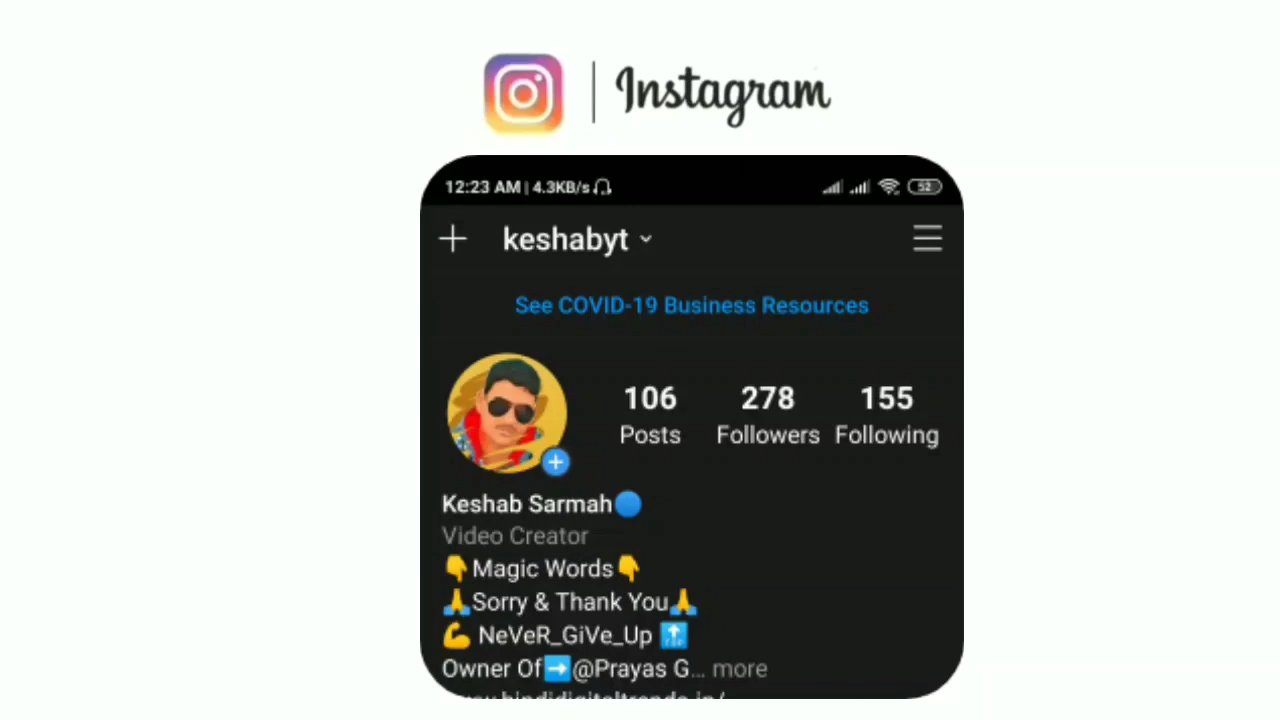 Instagram
12:23 AM | 4.3KB/s 52
keshabyt
See COVID-19 Business Resources
106 278 155
Posts Followers Following
Keshab Sarmah🔵
Video Creator
👇Magic Words👇
🙏Sorry & Thank You🙏
💪 NeVeR_GiVe_Up 🔝
Owner Of➡️@Prayas G... more